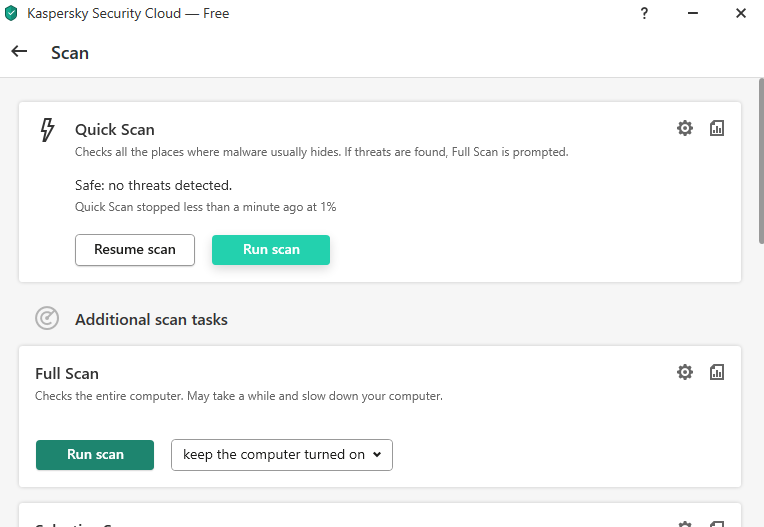 Kaspersky Security Cloud — Free
?
Scan
Quick Scan
Checks all the places where malware usually hides. If threats are found, Full Scan is prompted.
Safe: no threats detected.
Quick Scan stopped less than a minute ago at 1%
Resume scan
Run scan
Additional scan tasks
Full Scan
Checks the entire computer. May take a while and slow down your computer.
Run scan
keep the computer turned on